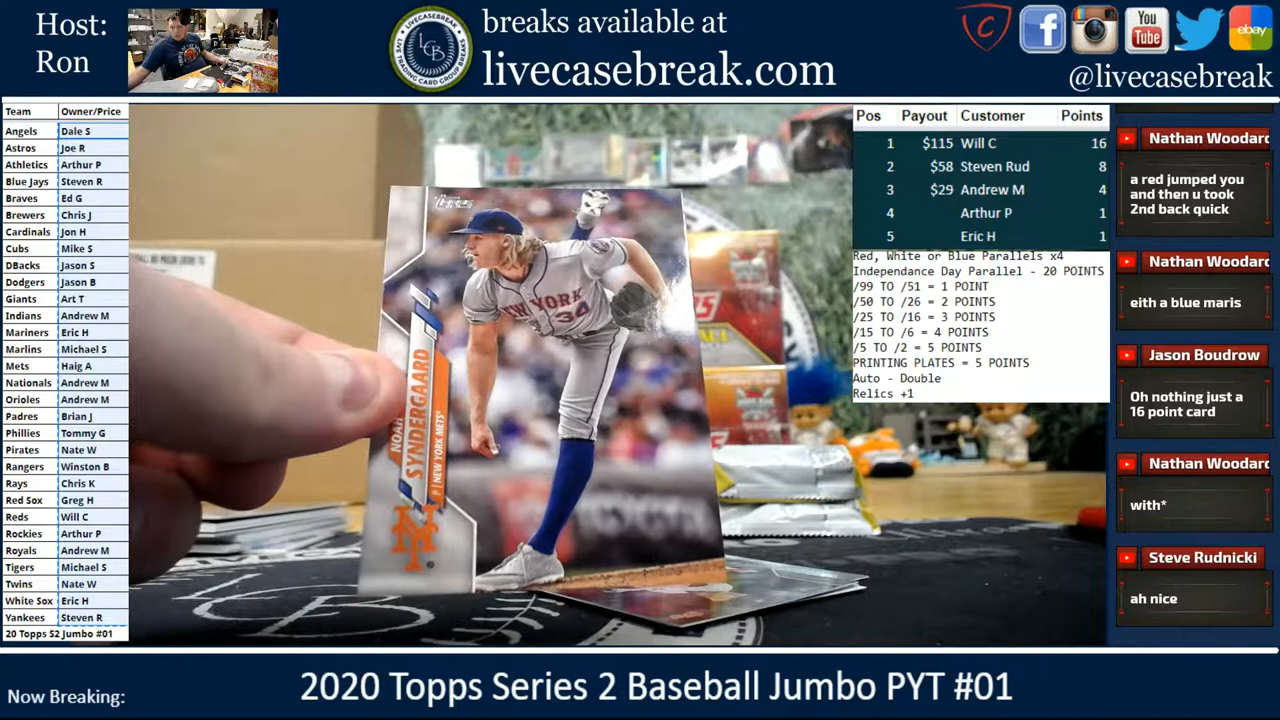 Host:
Ron
LIVECASEBREAK
LCB
TRADING CARD GROUP BREAKS
breaks available at
livecasebreak.com
You
Tube
ebay
@livecasebreak
Team Owner/Price
Angels Dale S
Astros Joe R
Athletics Arthur P
Blue Jays Steven R
Braves Ed G
Brewers Chris J
Cardinals Jon H
Cubs Mike S
DBacks Jason S
Dodgers Jason B
Giants Art T
Indians Andrew M
Mariners Eric H
Marlins Michael S
Mets Haig A
Nationals Andrew M
Orioles Andrew M
Padres Brian J
Phillies Tommy G
Pirates Nate W
Rangers Winston B
Rays Chris K
Red Sox Greg H
Reds Will C
Rockies Arthur P
Royals Andrew M
Tigers Michael S
Twins Nate W
White Sox Eric H
Yankees Steven R
20 Topps S2 Jumbo #01
Topps
NEW YORK
34
NOAH
SYNDERGAARD
P | NEW YORK METS
LCB
Pos Payout Customer Points
1 $115 Will C 16
2 $58 Steven Rud 8
3 $29 Andrew M 4
4 Arthur P 1
5 Eric H 1
Red, White or Blue Parallels x4
Independance Day Parallel - 20 POINTS
/99 TO /51 = 1 POINT
/50 TO /26 = 2 POINTS
/25 TO /16 = 3 POINTS
/15 TO /6 = 4 POINTS
/5 TO /2 = 5 POINTS
PRINTING PLATES = 5 POINTS
Auto - Double
Relics +1
Nathan Woodard
a red jumped you
and then u took
2nd back quick
Nathan Woodard
eith a blue maris
Jason Boudrow
Oh nothing just a
16 point card
Nathan Woodard
with*
Steve Rudnicki
ah nice
Now Breaking:
2020 Topps Series 2 Baseball Jumbo PYT #01